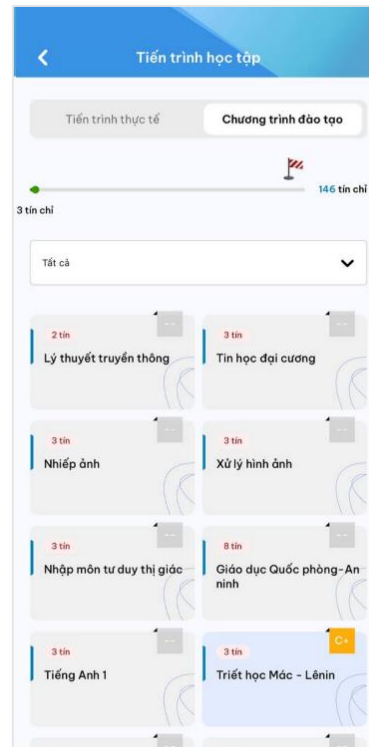 Tiến trình học tập
Tiến trình thực tế
Chương trình đào tạo
146 tín chỉ
3 tín chỉ
Tất cả
--
2 tín
Lý thuyết truyền thông
--
3 tín
Tin học đại cương
--
3 tín
Nhiếp ảnh
--
3 tín
Xử lý hình ảnh
--
3 tín
Nhập môn tư duy thị giác
--
8 tín
Giáo dục Quốc phòng-An
ninh
--
3 tín
Tiếng Anh 1
C+
3 tín
Triết học Mác - Lênin